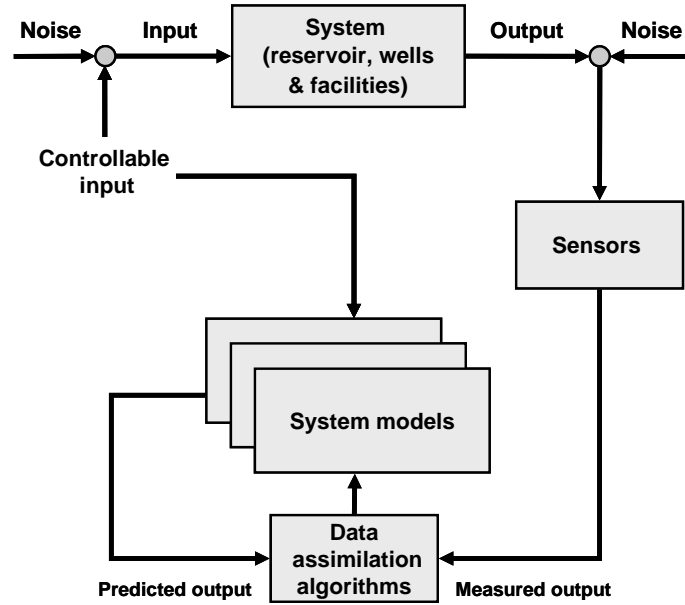 Noise
Input
System
(reservoir, wells
& facilities)
Output
Noise
Controllable
input
Sensors
System models
Data
assimilation
algorithms
Predicted output
Measured output